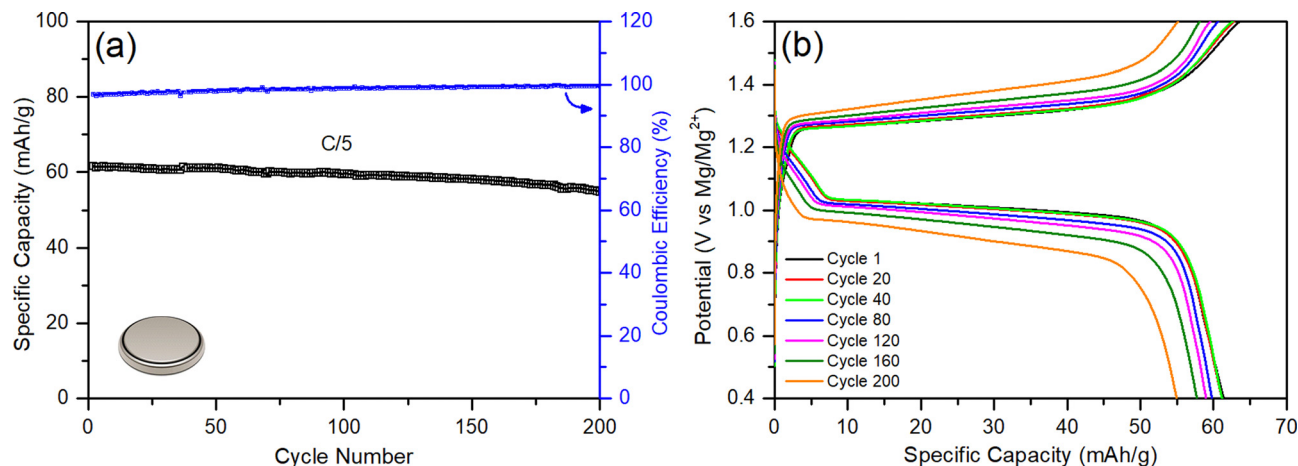 (a)
C/5
Specific Capacity (mAh/g)
100
80
60
40
20
0
0
50
100
150
200
Cycle Number
120
100
80
60
40
20
0
Coulombic Efficiency (%)
(b)
Potential (V vs Mg/Mg²⁺)
1.6
1.4
1.2
1.0
0.8
0.6
0.4
Cycle 1
Cycle 20
Cycle 40
Cycle 80
Cycle 120
Cycle 160
Cycle 200
0
10
20
30
40
50
60
70
Specific Capacity (mAh/g)